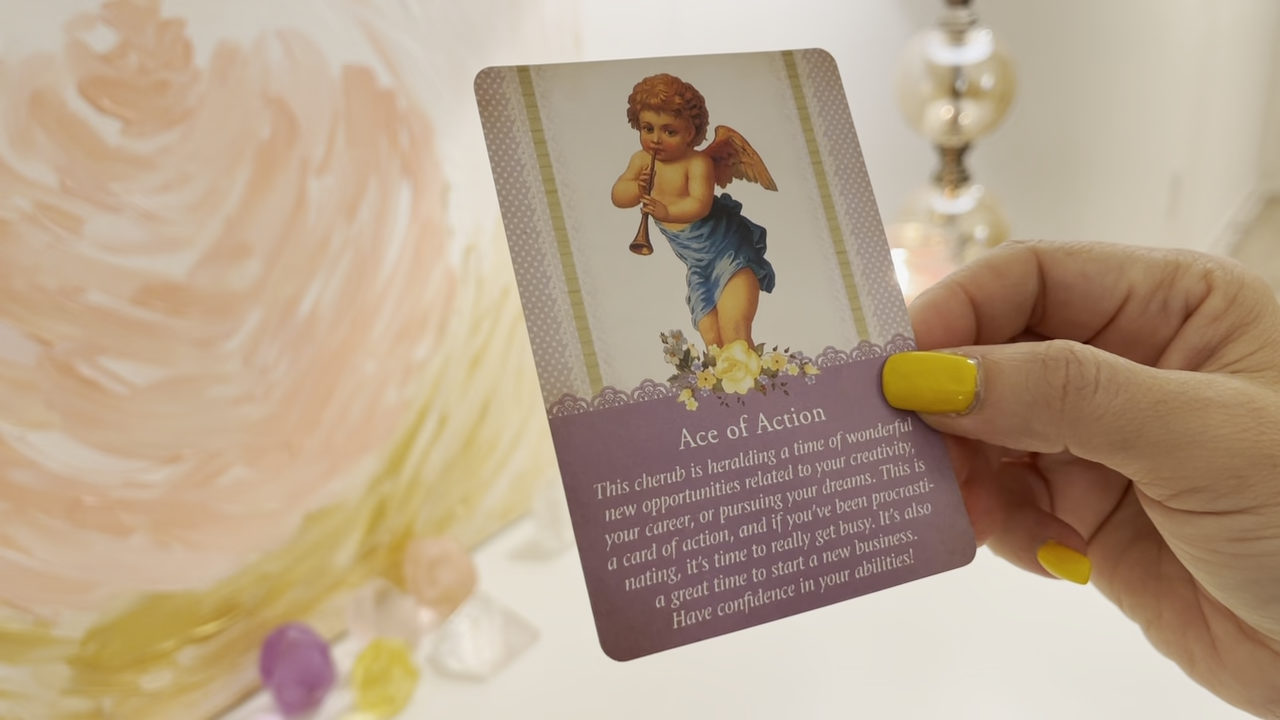 Ace of Action
This cherub is heralding a time of wonderful
new opportunities related to your creativity,
your career, or pursuing your dreams. This is
a card of action, and if you've been procrasti-
nating, it's time to really get busy. It's also
a great time to start a new business.
Have confidence in your abilities!